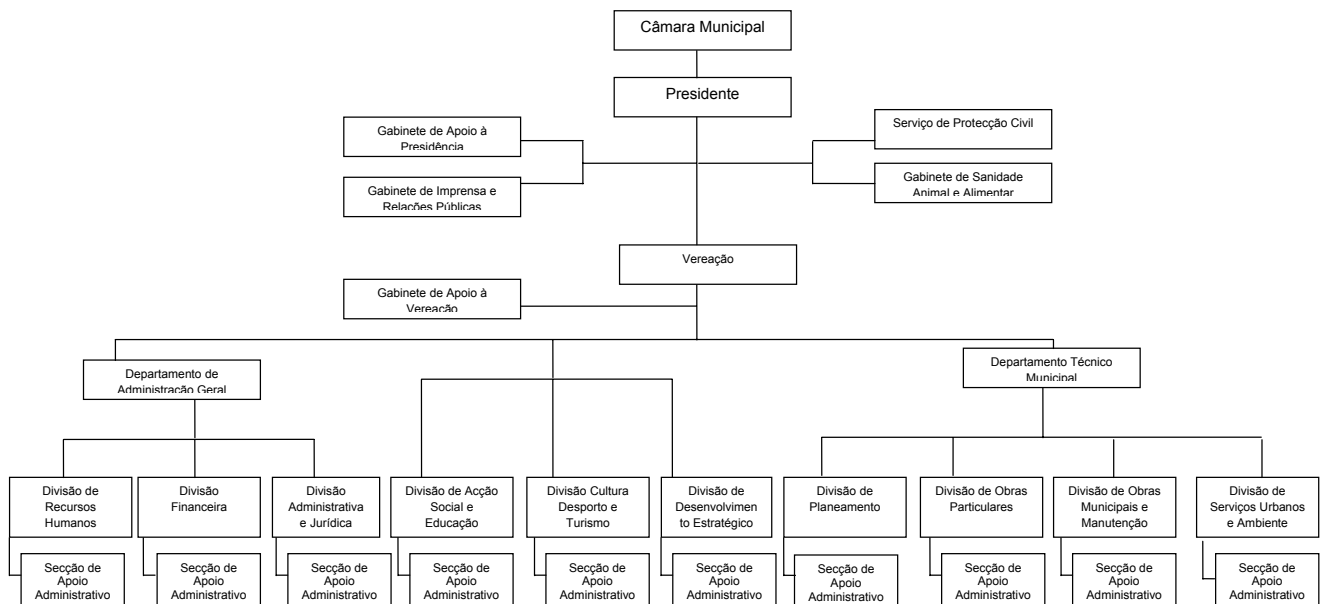 Câmara Municipal
Presidente
Gabinete de Apoio à
Presidência
Serviço de Protecção Civil
Gabinete de Imprensa e
Relações Públicas
Gabinete de Sanidade
Animal e Alimentar
Vereação
Gabinete de Apoio à
Vereação
Departamento de
Administração Geral
Departamento Técnico
Municipal
Divisão de
Recursos
Humanos
Divisão
Financeira
Divisão
Administrativa
e Jurídica
Divisão de Acção
Social e
Educação
Divisão Cultura
Desporto e
Turismo
Divisão de
Desenvolvimen
to Estratégico
Divisão de
Planeamento
Divisão de Obras
Particulares
Divisão de Obras
Municipais e
Manutenção
Divisão de
Serviços Urbanos
e Ambiente
Secção de
Apoio
Administrativo
Secção de
Apoio
Administrativo
Secção de
Apoio
Administrativo
Secção de
Apoio
Administrativo
Secção de
Apoio
Administrativo
Secção de
Apoio
Administrativo
Secção de
Apoio
Administrativo
Secção de
Apoio
Administrativo
Secção de
Apoio
Administrativo
Secção de
Apoio
Administrativo